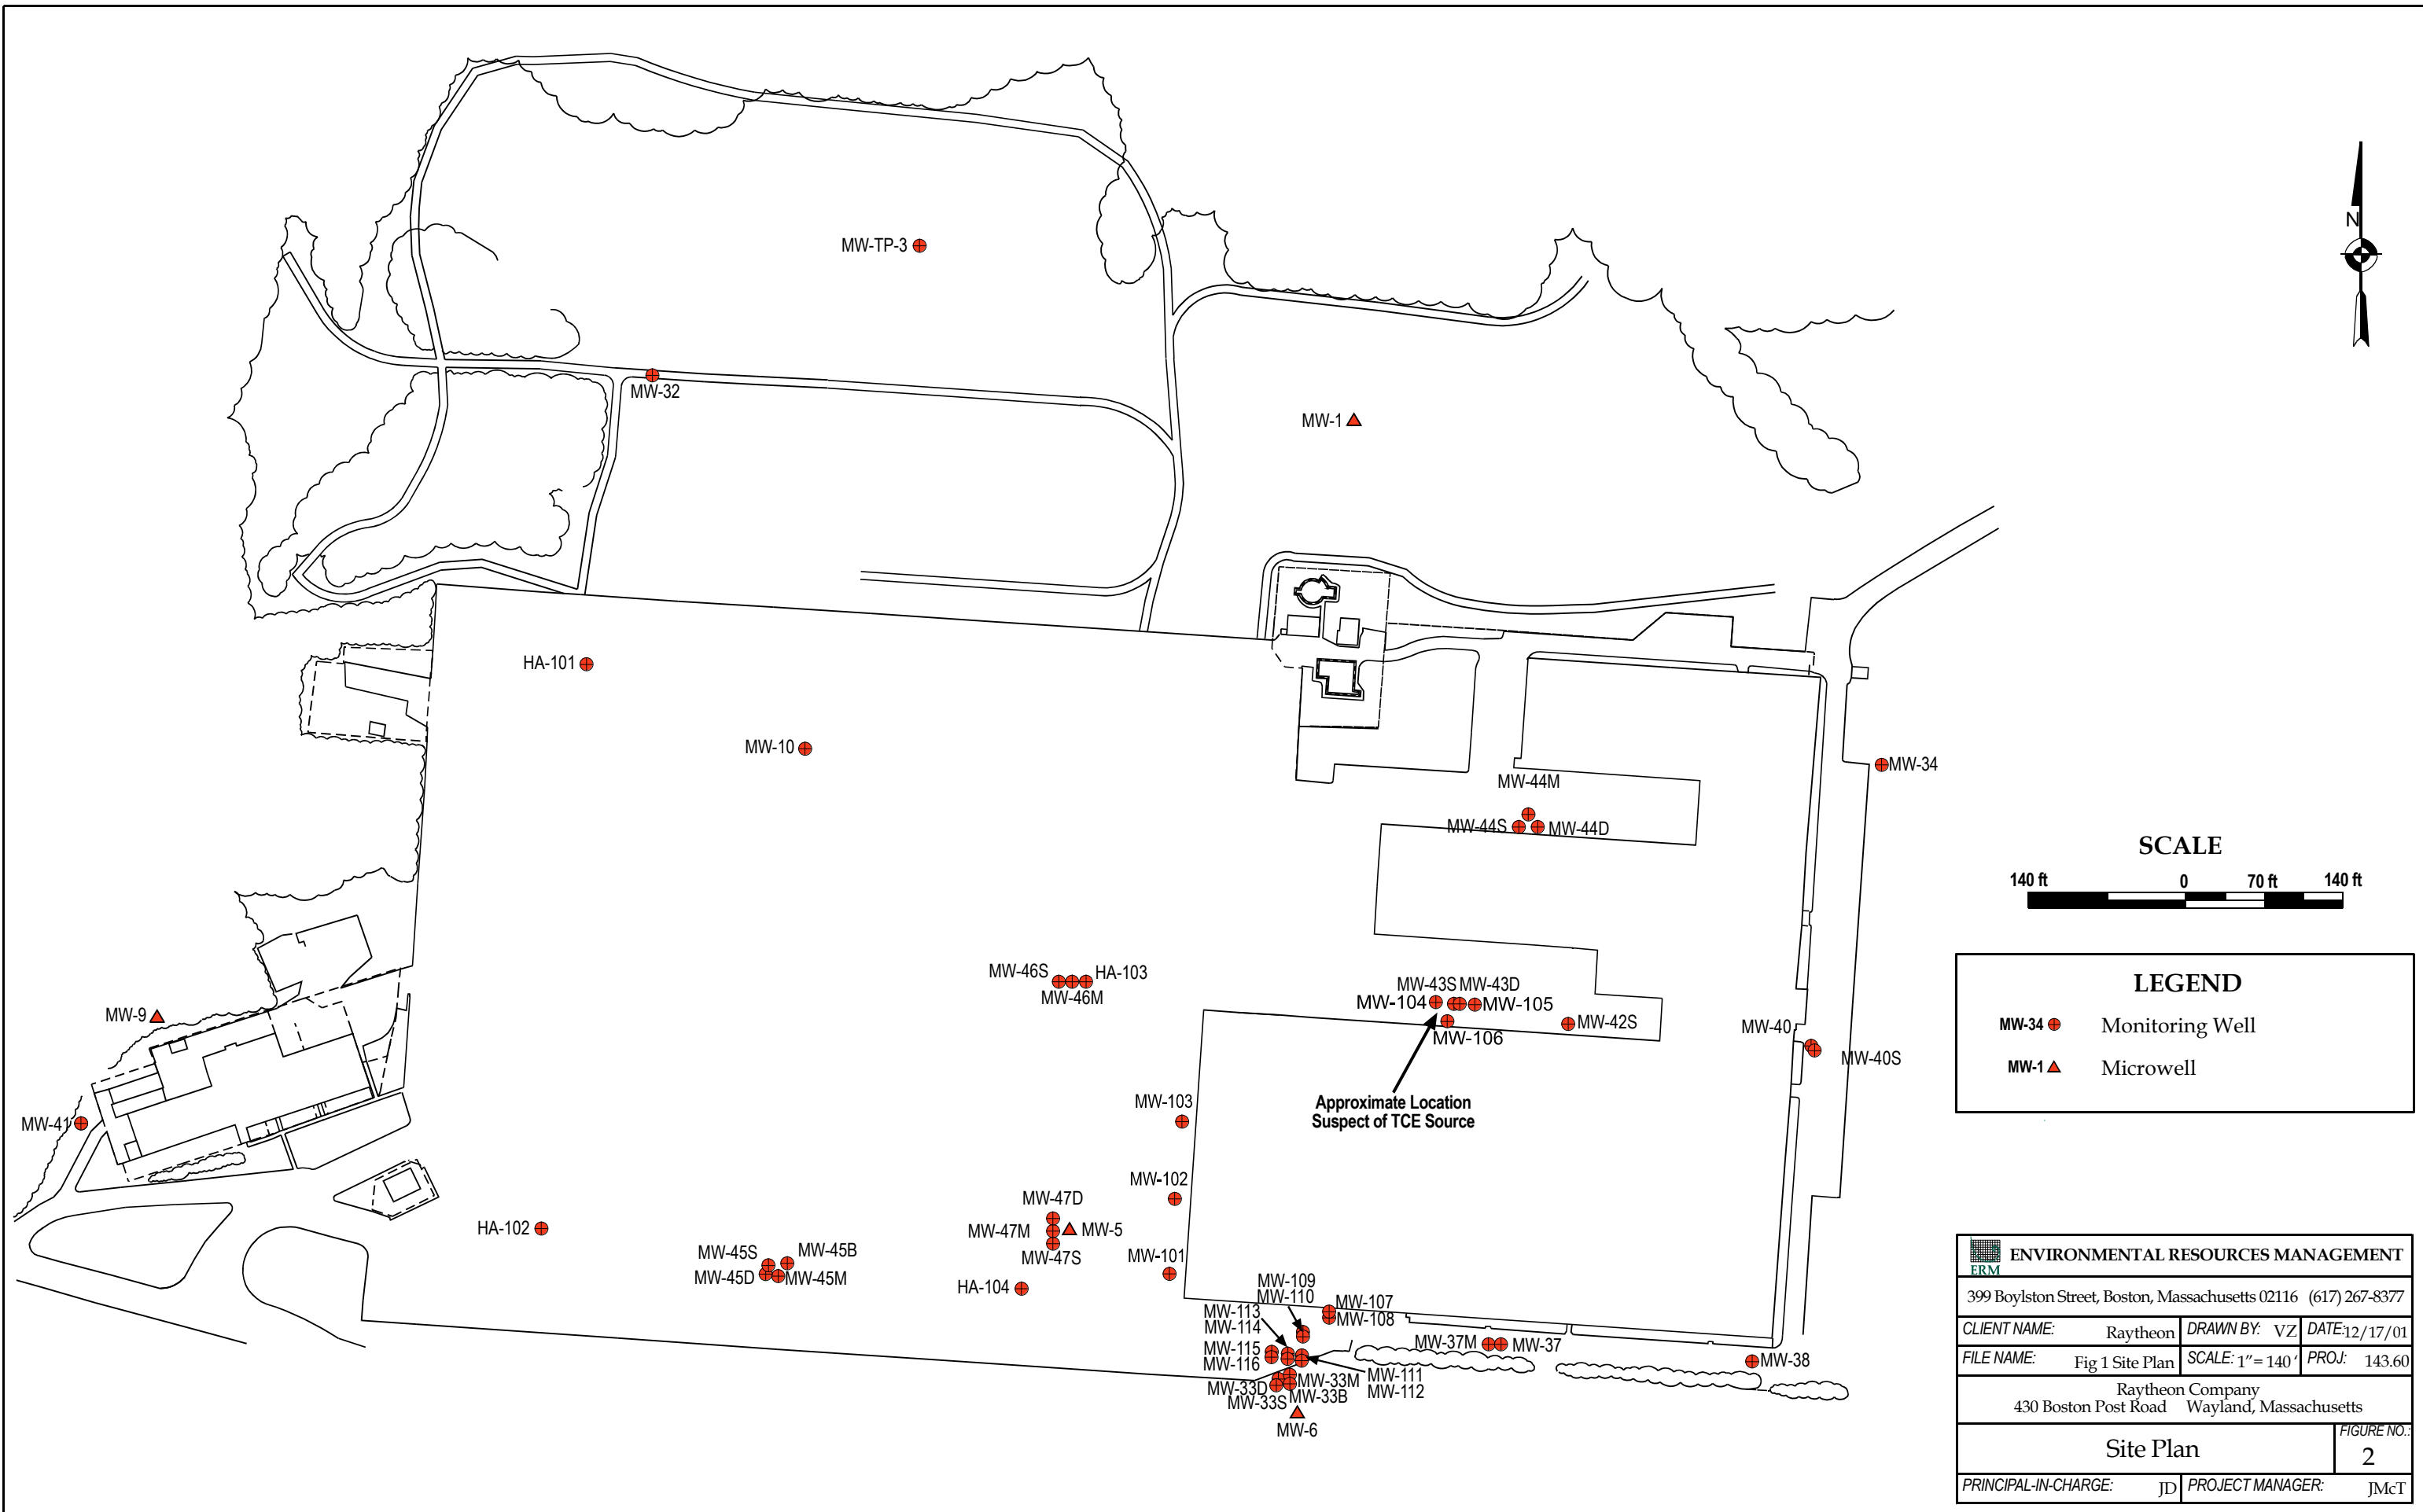 N
MW-TP-3
MW-32
MW-1
HA-101
MW-10
MW-34
MW-44M
MW-44S
MW-44D
SCALE
140 ft 0 70 ft 140 ft
MW-46S
HA-103
MW-46M
MW-43S
MW-43D
MW-104
MW-105
MW-106
MW-42S
MW-40
MW-40S
MW-9
LEGEND
MW-34 Monitoring Well
MW-1 Microwell
Approximate Location
Suspect of TCE Source
MW-103
MW-41
MW-102
MW-47D
MW-47M
MW-5
MW-47S
HA-102
MW-45S
MW-45B
MW-45D
MW-45M
MW-101
HA-104
MW-109
MW-110
MW-107
MW-108
MW-113
MW-114
MW-115
MW-116
MW-37M
MW-37
MW-38
MW-111
MW-112
MW-33D
MW-33M
MW-33S
MW-33B
MW-6
ERM
ENVIRONMENTAL RESOURCES MANAGEMENT
399 Boylston Street, Boston, Massachusetts 02116 (617) 267-8377
CLIENT NAME: Raytheon DRAWN BY: VZ DATE: 12/17/01
FILE NAME: Fig 1 Site Plan SCALE: 1"= 140' PROJ: 143.60
Raytheon Company
430 Boston Post Road Wayland, Massachusetts
Site Plan
FIGURE NO.:
2
PRINCIPAL-IN-CHARGE: JD PROJECT MANAGER: JMcT